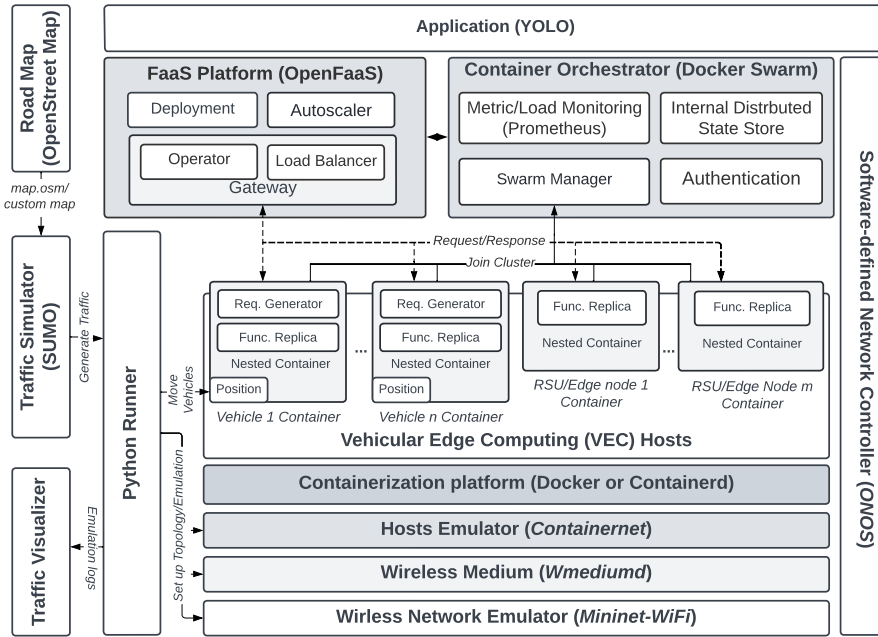 Application (YOLO)
Road Map
(OpenStreet Map)
map.osm/
custom map
Traffic Simulator
(SUMO)
Generate Traffic
Traffic Visualizer
Emulation logs
Python Runner
Move
Vehicles
Set up Topology/Emulation
FaaS Platform (OpenFaaS)
Deployment
Autoscaler
Operator
Load Balancer
Gateway
Container Orchestrator (Docker Swarm)
Metric/Load Monitoring
(Prometheus)
Internal Distrbuted
State Store
Swarm Manager
Authentication
Request/Response
Join Cluster
Req. Generator
Func. Replica
Nested Container
Position
Vehicle 1 Container
...
Req. Generator
Func. Replica
Nested Container
Position
Vehicle n Container
Func. Replica
Nested Container
RSU/Edge node 1
Container
...
Func. Replica
Nested Container
RSU/Edge Node m
Container
Vehicular Edge Computing (VEC) Hosts
Containerization platform (Docker or Containerd)
Hosts Emulator (Containernet)
Wireless Medium (Wmediumd)
Wirless Network Emulator (Mininet-WiFi)
Software-defined Network Controller (ONOS)